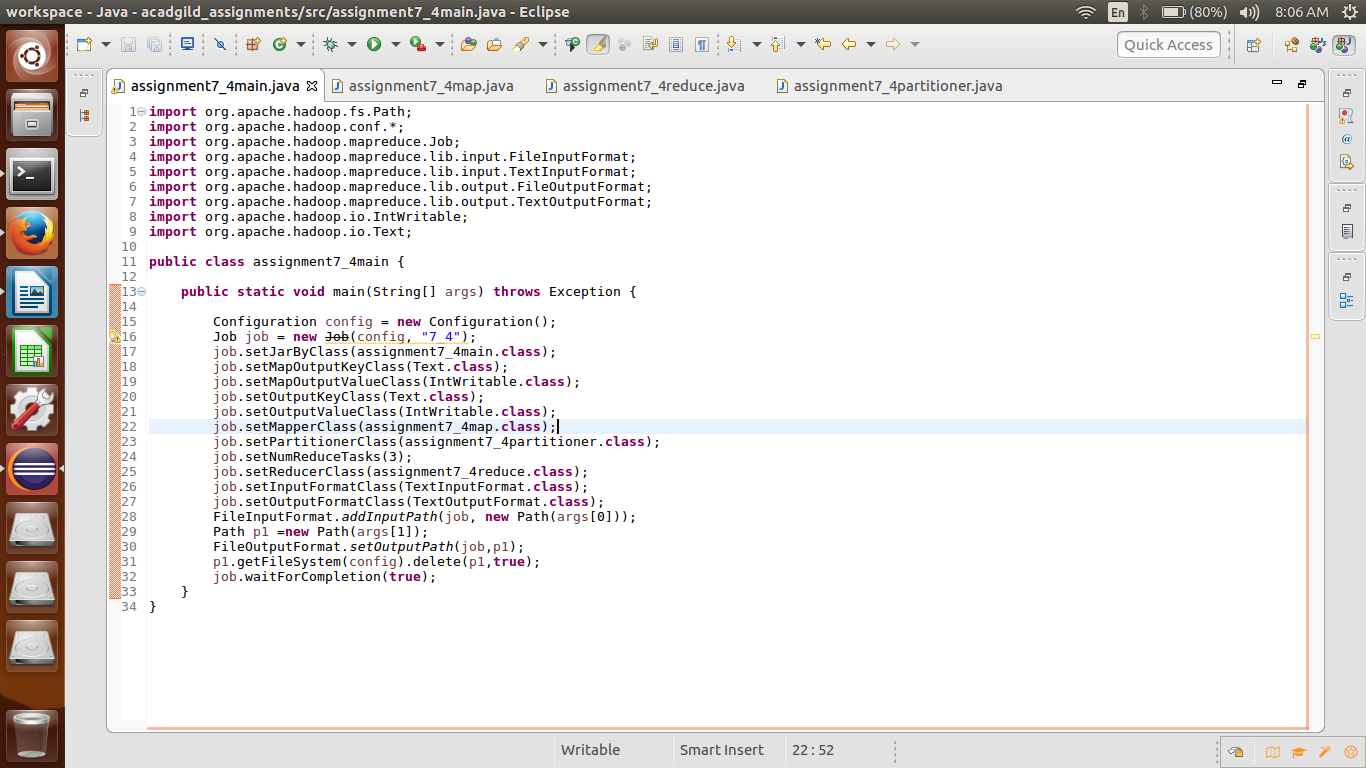 workspace - Java - acadgild_assignments/src/assignment7_4main.java - Eclipse
En
(80%)
8:06 AM
Quick Access
assignment7_4main.java
assignment7_4map.java
assignment7_4reduce.java
assignment7_4partitioner.java
1 import org.apache.hadoop.fs.Path;
2 import org.apache.hadoop.conf.*;
3 import org.apache.hadoop.mapreduce.Job;
4 import org.apache.hadoop.mapreduce.lib.input.FileInputFormat;
5 import org.apache.hadoop.mapreduce.lib.input.TextInputFormat;
6 import org.apache.hadoop.mapreduce.lib.output.FileOutputFormat;
7 import org.apache.hadoop.mapreduce.lib.output.TextOutputFormat;
8 import org.apache.hadoop.io.IntWritable;
9 import org.apache.hadoop.io.Text;
10
11 public class assignment7_4main {
12
13     public static void main(String[] args) throws Exception {
14
15         Configuration config = new Configuration();
16         Job job = new Job(config, "7_4");
17         job.setJarByClass(assignment7_4main.class);
18         job.setMapOutputKeyClass(Text.class);
19         job.setMapOutputValueClass(IntWritable.class);
20         job.setOutputKeyClass(Text.class);
21         job.setOutputValueClass(IntWritable.class);
22         job.setMapperClass(assignment7_4map.class);
23         job.setPartitionerClass(assignment7_4partitioner.class);
24         job.setNumReduceTasks(3);
25         job.setReducerClass(assignment7_4reduce.class);
26         job.setInputFormatClass(TextInputFormat.class);
27         job.setOutputFormatClass(TextOutputFormat.class);
28         FileInputFormat.addInputPath(job, new Path(args[0]));
29         Path p1 =new Path(args[1]);
30         FileOutputFormat.setOutputPath(job,p1);
31         p1.getFileSystem(config).delete(p1,true);
32         job.waitForCompletion(true);
33     }
34 }
Writable
Smart Insert
22 : 52